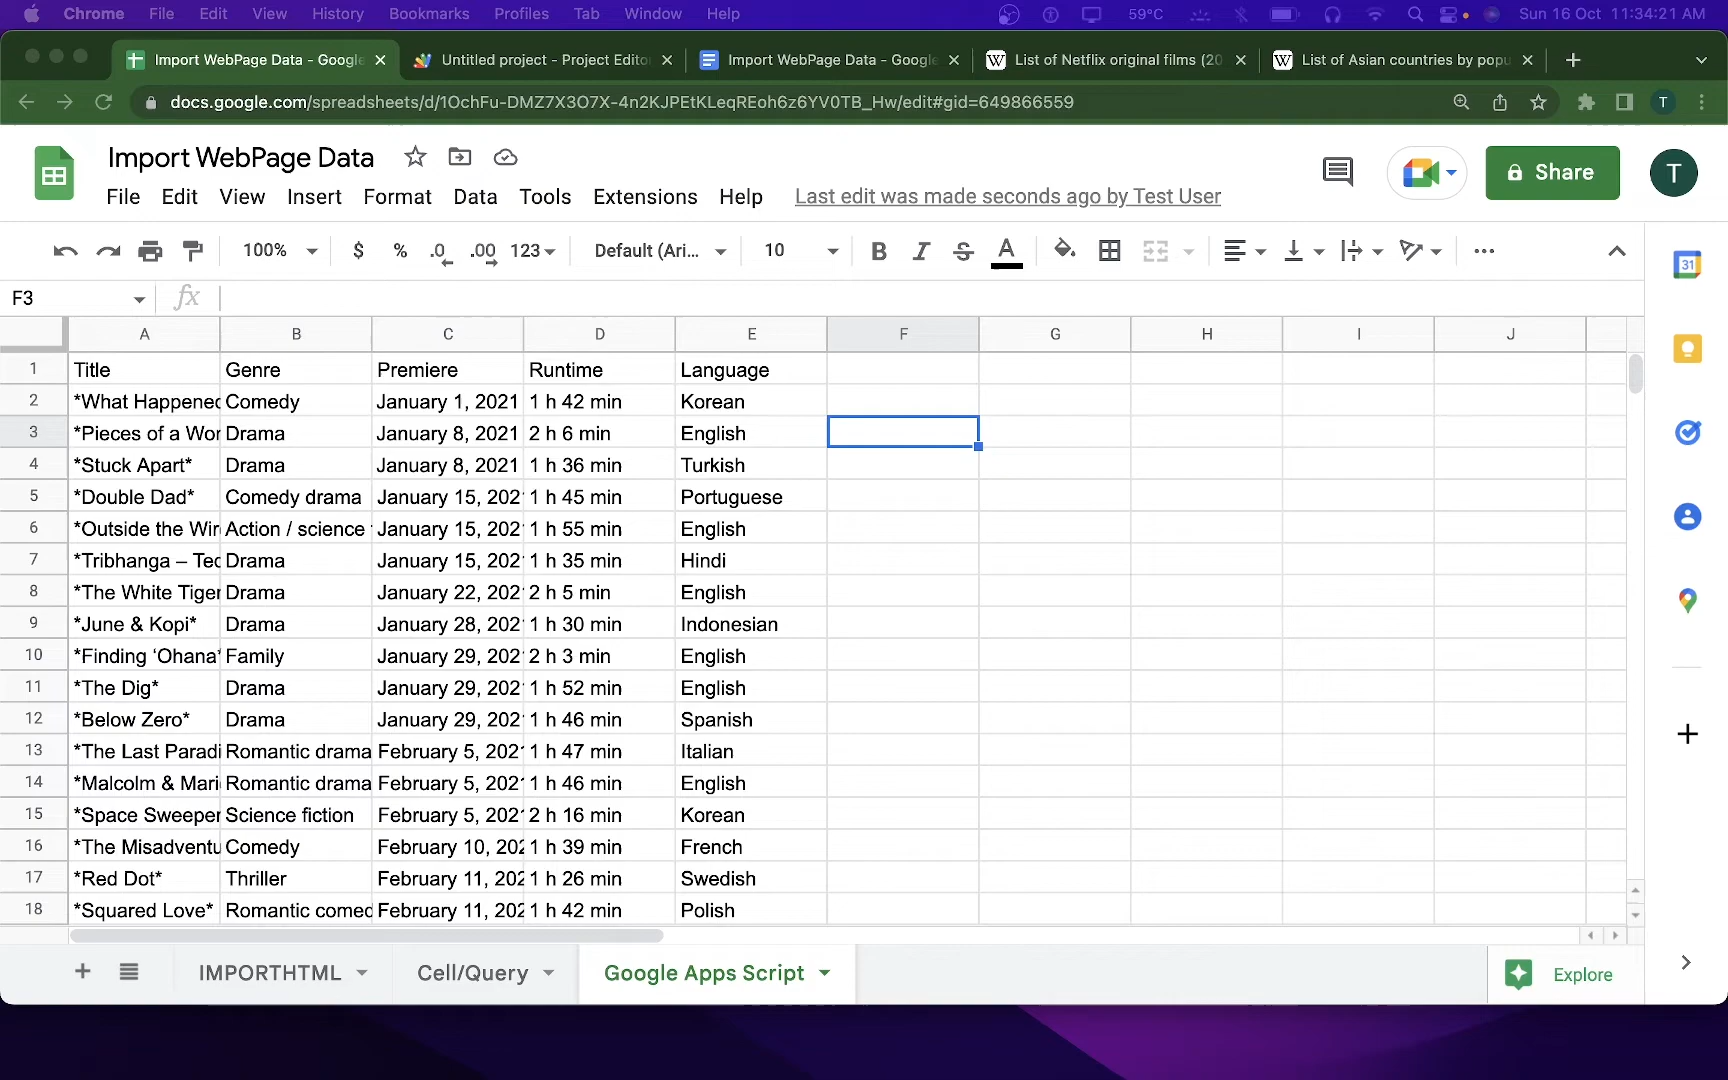 Chrome File Edit View History Bookmarks Profiles Tab Window Help 59°C Sun 16 Oct 11:34:21 AM
Import WebPage Data - Google Untitled project - Project Edito Import WebPage Data - Google List of Netflix original films (20 List of Asian countries by popu
docs.google.com/spreadsheets/d/1OchFu-DMZ7X3O7X-4n2KJPEtKLeqREoh6z6YV0TB_Hw/edit#gid=649866559 T
Import WebPage Data
Share T
File Edit View Insert Format Data Tools Extensions Help Last edit was made seconds ago by Test User
100% $ % .0 .00 123 Default (Ari... 10 B I S A
31
F3 fx
A B C D E F G H I J
1 Title Genre Premiere Runtime Language
2 *What Happened Comedy January 1, 2021 1 h 42 min Korean
3 *Pieces of a Wor Drama January 8, 2021 2 h 6 min English
4 *Stuck Apart* Drama January 8, 2021 1 h 36 min Turkish
5 *Double Dad* Comedy drama January 15, 202 1 h 45 min Portuguese
6 *Outside the Wir Action / science January 15, 202 1 h 55 min English
7 *Tribhanga – Ted Drama January 15, 202 1 h 35 min Hindi
8 *The White Tiger Drama January 22, 202 2 h 5 min English
9 *June & Kopi* Drama January 28, 202 1 h 30 min Indonesian
10 *Finding ‘Ohana* Family January 29, 202 2 h 3 min English
11 *The Dig* Drama January 29, 202 1 h 52 min English
12 *Below Zero* Drama January 29, 202 1 h 46 min Spanish
13 *The Last Paradi Romantic drama February 5, 202 1 h 47 min Italian
14 *Malcolm & Mari Romantic drama February 5, 202 1 h 46 min English
15 *Space Sweeper Science fiction February 5, 202 2 h 16 min Korean
16 *The Misadventu Comedy February 10, 202 1 h 39 min French
17 *Red Dot* Thriller February 11, 202 1 h 26 min Swedish
18 *Squared Love* Romantic comed February 11, 202 1 h 42 min Polish
IMPORTHTML Cell/Query Google Apps Script Explore